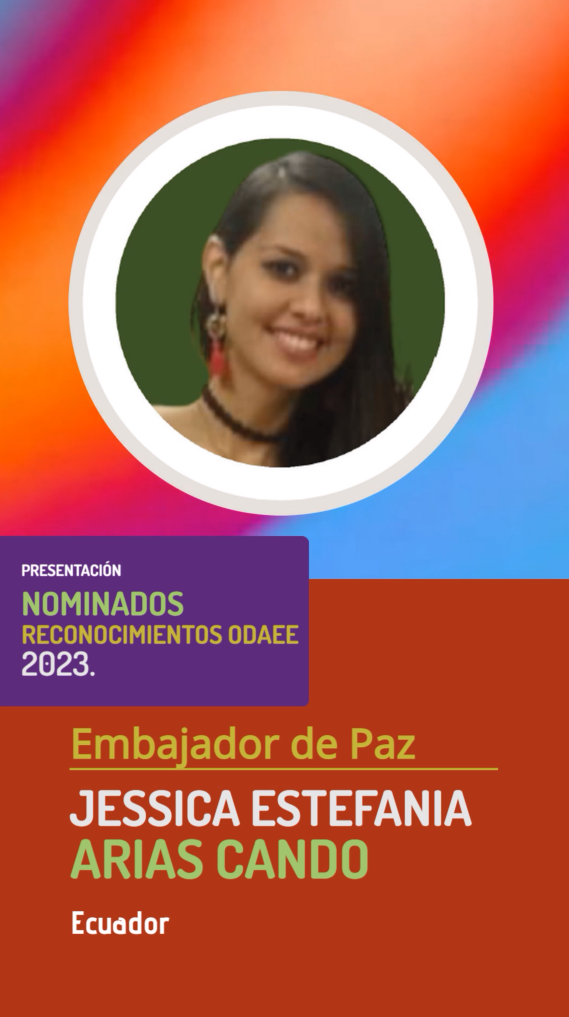 PRESENTACIÓN
NOMINADOS
RECONOCIMIENTOS ODAEE
2023.
Embajador de Paz
JESSICA ESTEFANIA
ARIAS CANDO
Ecuador